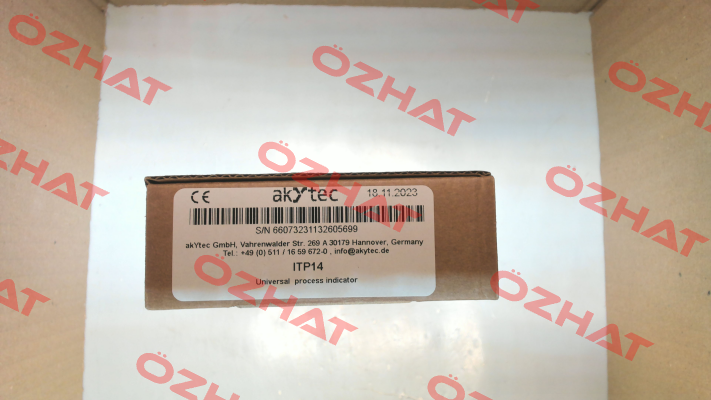 CE akYtec 18.11.2023
S/N 66073231132605699
akYtec GmbH, Vahrenwalder Str. 269 A 30179 Hannover, Germany
Tel.: +49 (0) 511 / 16 59 672-0 , info@akytec.de
ITP14
Universal process indicator
ÖZHAT
ÖZHAT
ÖZHAT
ÖZHAT
ÖZHAT
ÖZHAT
ÖZHAT
ÖZHAT
ÖZHAT
ÖZHAT
ÖZHAT